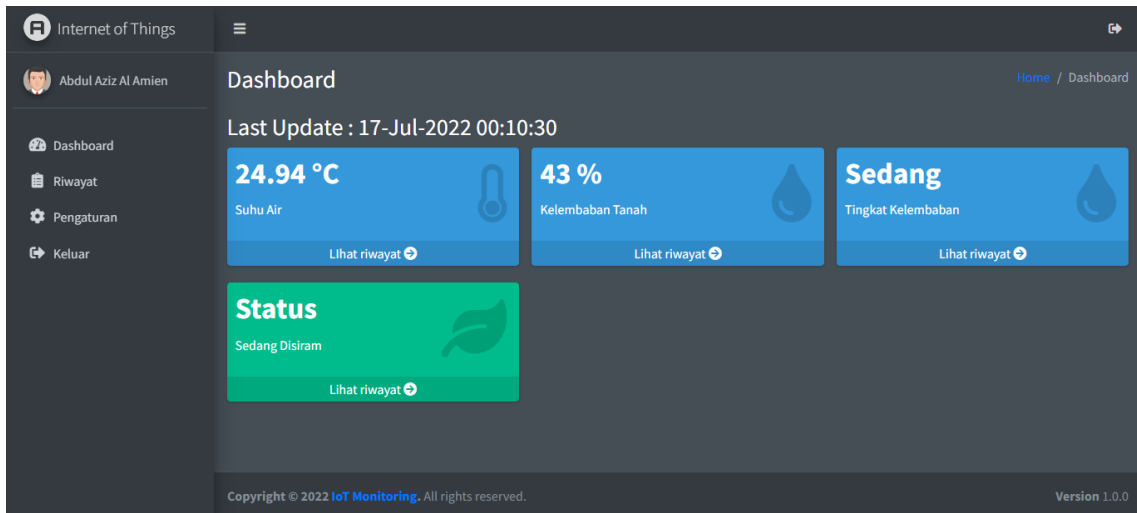 Internet of Things
Abdul Aziz Al Amien
Dashboard
Riwayat
Pengaturan
Keluar
Dashboard
Home / Dashboard
Last Update : 17-Jul-2022 00:10:30
24.94 °C
Suhu Air
LIhat riwayat
43 %
Kelembaban Tanah
Lihat riwayat
Sedang
Tingkat Kelembaban
Lihat riwayat
Status
Sedang Disiram
Lihat riwayat
Copyright © 2022 IoT Monitoring. All rights reserved.
Version 1.0.0